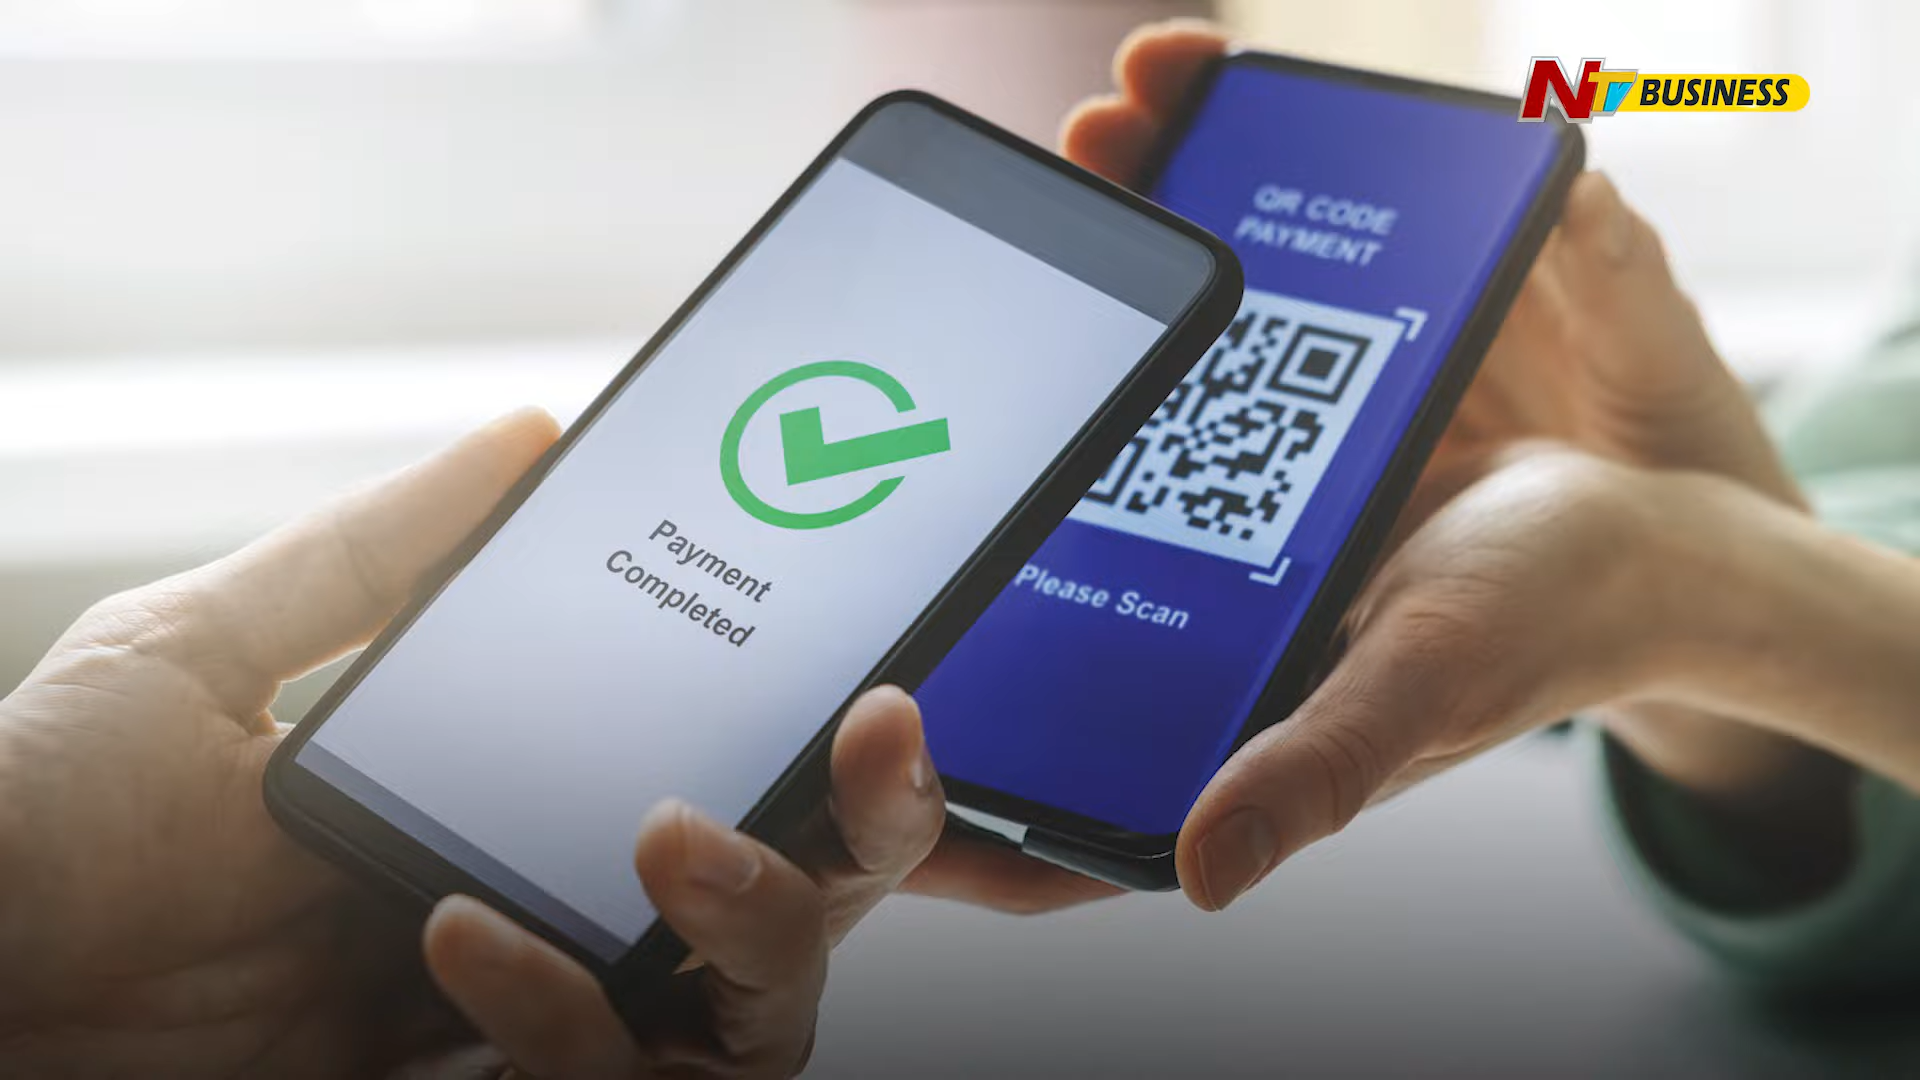 NTV BUSINESS
QR CODE
PAYMENT
Please Scan
Payment
Completed